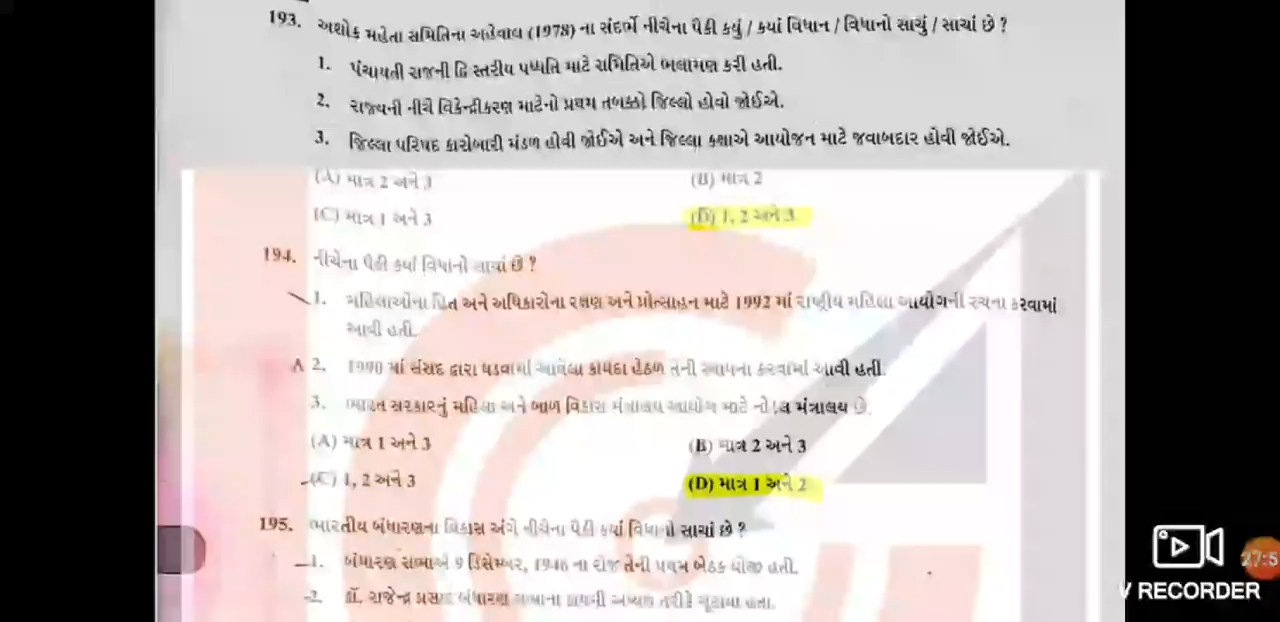 193. અશોક મહેતા સમિતિના અહેવાલ (1978) ના સંદર્ભે નીચેના પૈકી કયું / કયાં વિધાન / વિધાનો સાચું / સાચાં છે ?
1. પંચાયતી રાજની દ્વિ સ્તરીય પધ્ધતિ માટે સમિતિએ ભલામણ કરી હતી.
2. રાજ્યની નીચે વિકેન્દ્રીકરણ માટેનો પ્રથમ તબક્કો જિલ્લો હોવો જોઈએ.
3. જિલ્લા પરિષદ કારોબારી મંડળ હોવી જોઈએ અને જિલ્લા કક્ષાએ આયોજન માટે જવાબદાર હોવી જોઈએ.
(A) માત્ર 2 અને 3 (B) માત્ર 2
(C) માત્ર 1 અને 3 (D) 1, 2 અને 3
194. નીચેના પૈકી કયાં વિધાનો સાચાં છે ?
1. મહિલાઓના હિત અને અધિકારોના રક્ષણ અને પ્રોત્સાહન માટે 1992 માં રાષ્ટ્રીય મહિલા આયોગની રચના કરવામાં
આવી હતી.
2. 1990 માં સંસદ દ્વારા ઘડવામાં આવેલા કાયદા હેઠળ તેની સ્થાપના કરવામાં આવી હતી.
3. ભારત સરકારનું મહિલા અને બાળ વિકાસ મંત્રાલય આયોગ માટે નોડલ મંત્રાલય છે.
(A) માત્ર 1 અને 3 (B) માત્ર 2 અને 3
(C) 1, 2 અને 3 (D) માત્ર 1 અને 2
195. ભારતીય બંધારણના વિકાસ અંગે નીચેના પૈકી કયાં વિધાનો સાચાં છે ?
1. બંધારણ સભાએ 9 ડિસેમ્બર, 1946 ના રોજ તેની પ્રથમ બેઠક યોજી હતી.
2. ડૉ. રાજેન્દ્ર પ્રસાદ બંધારણ સભાના કાયમી અધ્યક્ષ તરીકે ચૂંટાયા હતા.
27:5
V RECORDER